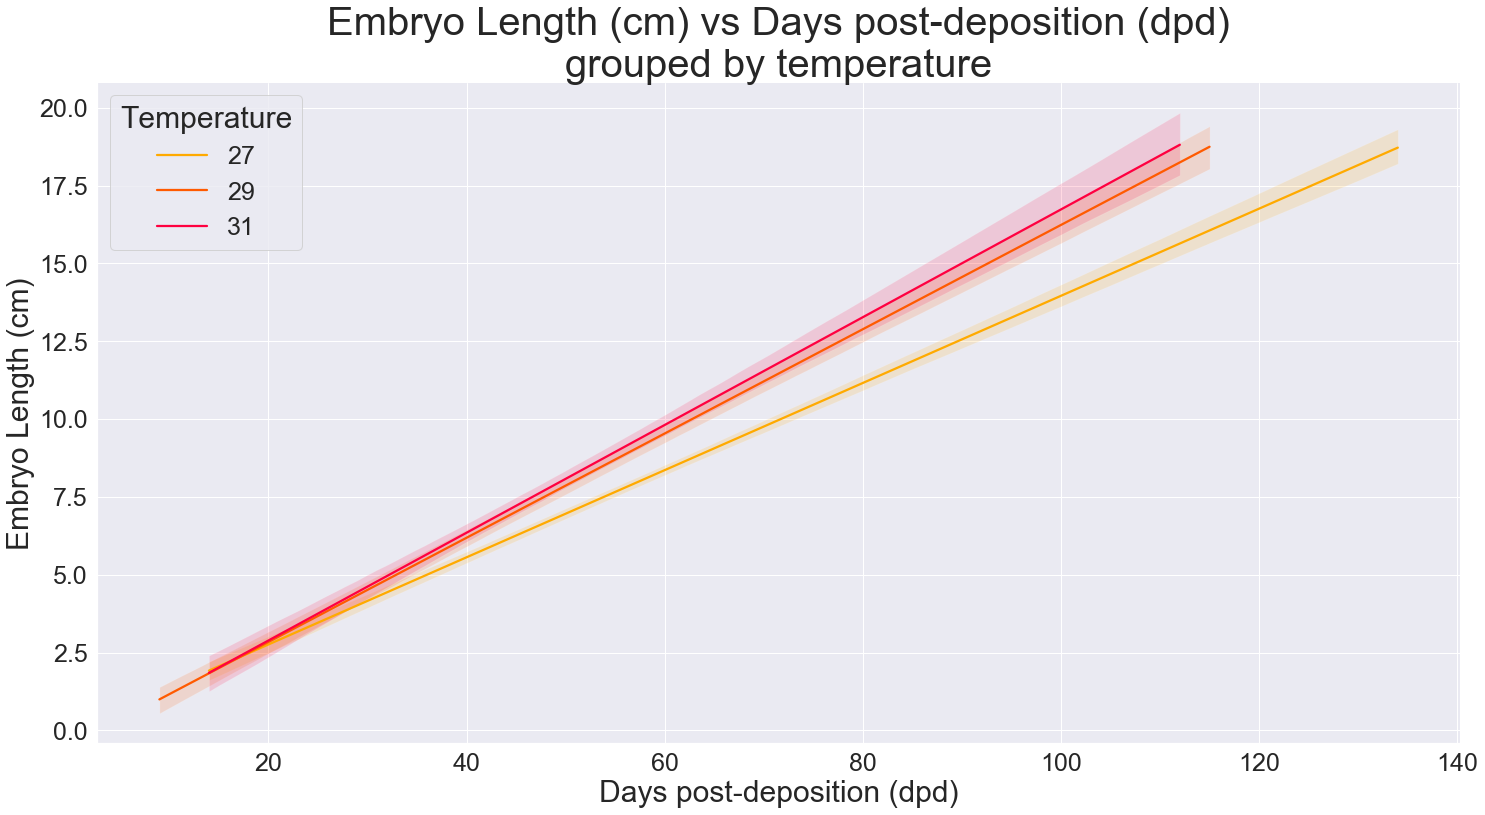 Embryo Length (cm) vs Days post-deposition (dpd)
grouped by temperature
Temperature
27
29
31
Embryo Length (cm)
20.0
17.5
15.0
12.5
10.0
7.5
5.0
2.5
0.0
20 40 60 80 100 120 140
Days post-deposition (dpd)